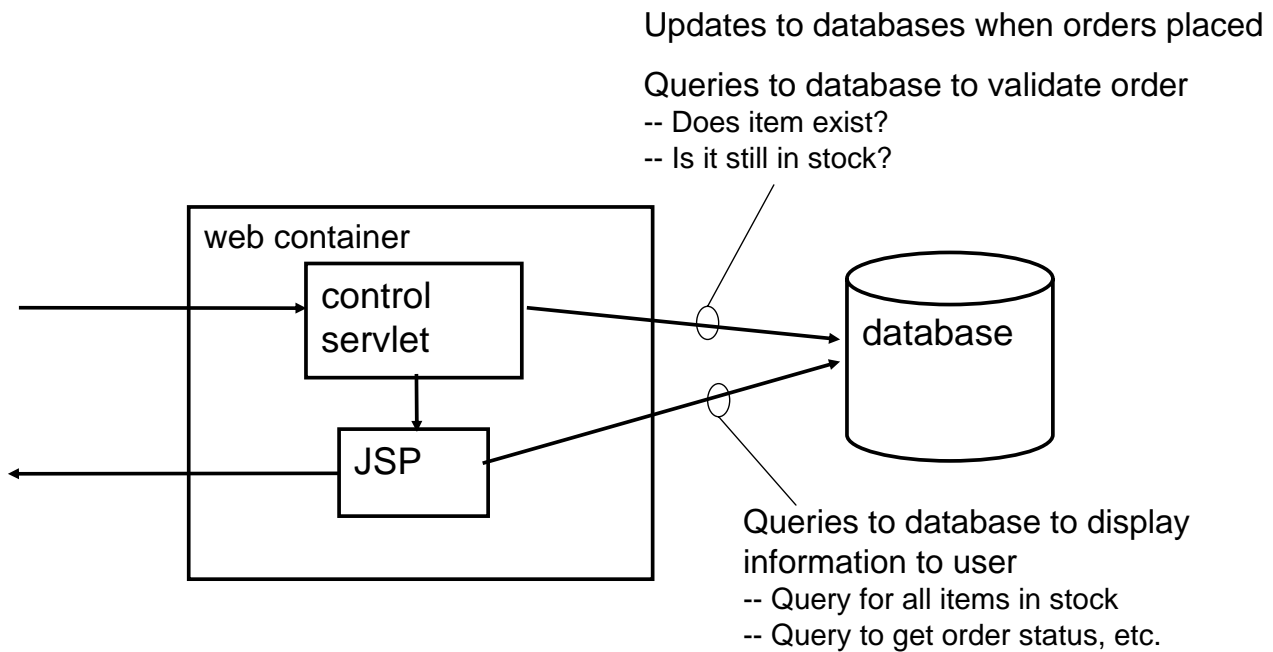 Updates to databases when orders placed
Queries to database to validate order
-- Does item exist?
-- Is it still in stock?
web container
control
servlet
database
JSP
Queries to database to display
information to user
-- Query for all items in stock
-- Query to get order status, etc.